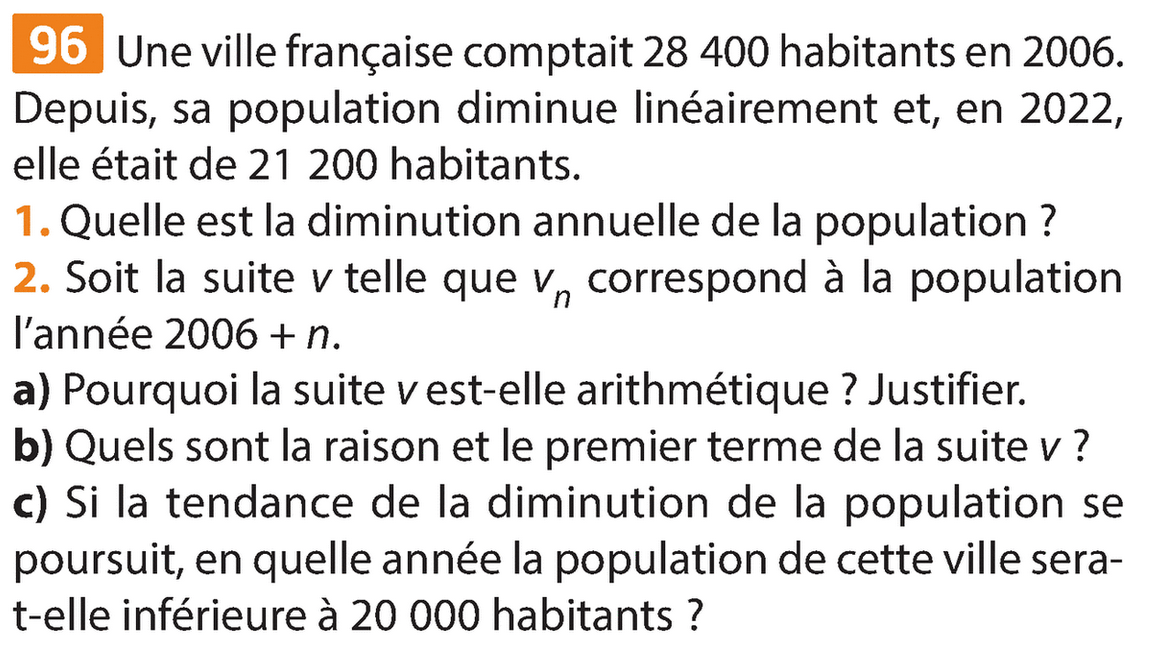 96 Une ville française comptait 28 400 habitants en 2006.
Depuis, sa population diminue linéairement et, en 2022,
elle était de 21 200 habitants.
1. Quelle est la diminution annuelle de la population ?
2. Soit la suite v telle que vₙ correspond à la population
l'année 2006 + n.
a) Pourquoi la suite v est-elle arithmétique ? Justifier.
b) Quels sont la raison et le premier terme de la suite v ?
c) Si la tendance de la diminution de la population se
poursuit, en quelle année la population de cette ville sera-
t-elle inférieure à 20 000 habitants ?